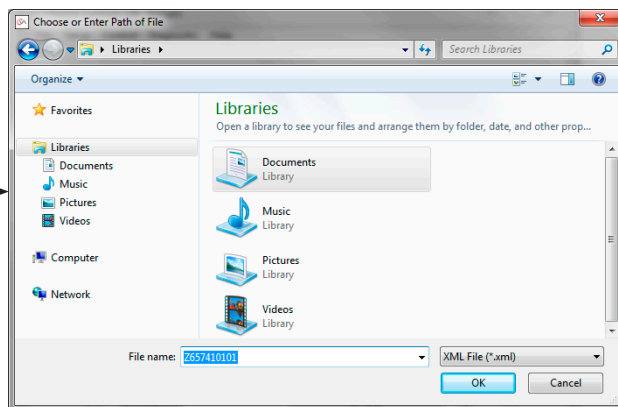 Choose or Enter Path of File
Libraries
Search Libraries
Organize
Favorites
Libraries
Documents
Music
Pictures
Videos
Computer
Network
Libraries
Open a library to see your files and arrange them by folder, date, and other prop...
Documents
Library
Music
Library
Pictures
Library
Videos
Library
File name: Z657410101
XML File (*.xml)
OK Cancel